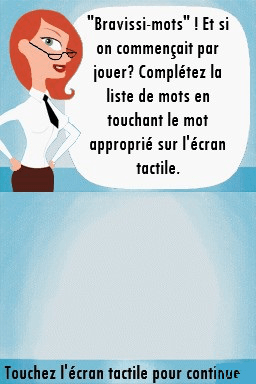 "Bravissi-mots" ! Et si
on commençait par
jouer? Complétez la
liste de mots en
touchant le mot
approprié sur l'écran
tactile.
Touchez l'écran tactile pour continue